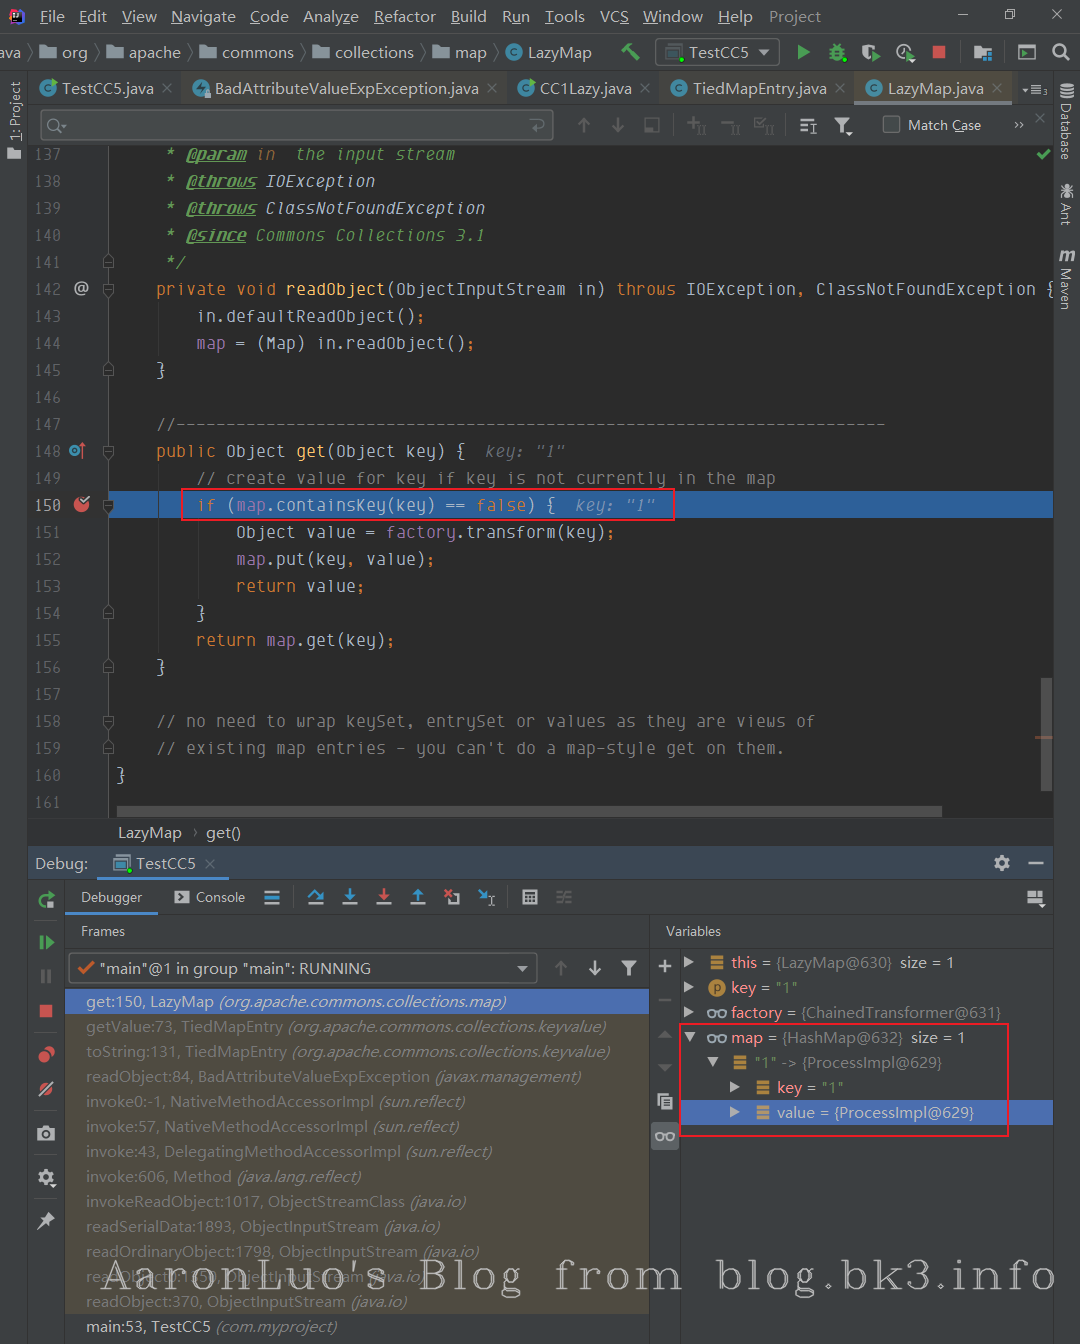 File Edit View Navigate Code Analyze Refactor Build Run Tools VCS Window Help Project
ava org apache commons collections map LazyMap TestCC5
1: Project TestCC5.java BadAttributeValueExpException.java CC1Lazy.java TiedMapEntry.java LazyMap.java Database
Match Case
137 * @param in the input stream
138 * @throws IOException
139 * @throws ClassNotFoundException
Ant
140 * @since Commons Collections 3.1
141 */
Maven
142 @ private void readObject(ObjectInputStream in) throws IOException, ClassNotFoundException {
143 in.defaultReadObject();
144 map = (Map) in.readObject();
145 }
146
147 //-----------------------------------------------------------------------
148 public Object get(Object key) { key: "1"
149 // create value for key if key is not currently in the map
150 if (map.containsKey(key) == false) { key: "1"
151 Object value = factory.transform(key);
152 map.put(key, value);
153 return value;
154 }
155 return map.get(key);
156 }
157
158 // no need to wrap keySet, entrySet or values as they are views of
159 // existing map entries - you can't do a map-style get on them.
160 }
161
LazyMap › get()
Debug: TestCC5
Debugger Console
Frames Variables
"main"@1 in group "main": RUNNING
this = {LazyMap@630} size = 1
key = "1"
factory = {ChainedTransformer@631}
map = {HashMap@632} size = 1
"1" -> {ProcessImpl@629}
key = "1"
value = {ProcessImpl@629}
get:150, LazyMap (org.apache.commons.collections.map)
getValue:73, TiedMapEntry (org.apache.commons.collections.keyvalue)
toString:131, TiedMapEntry (org.apache.commons.collections.keyvalue)
readObject:84, BadAttributeValueExpException (javax.management)
invoke0:-1, NativeMethodAccessorImpl (sun.reflect)
invoke:57, NativeMethodAccessorImpl (sun.reflect)
invoke:43, DelegatingMethodAccessorImpl (sun.reflect)
invoke:606, Method (java.lang.reflect)
invokeReadObject:1017, ObjectStreamClass (java.io)
readSerialData:1893, ObjectInputStream (java.io)
readOrdinaryObject:1798, ObjectInputStream (java.io)
readObject0:1350, ObjectInputStream (java.io)
AaronLuo's Blog from blog.bk3.info
readObject:370, ObjectInputStream (java.io)
main:53, TestCC5 (com.myproject)